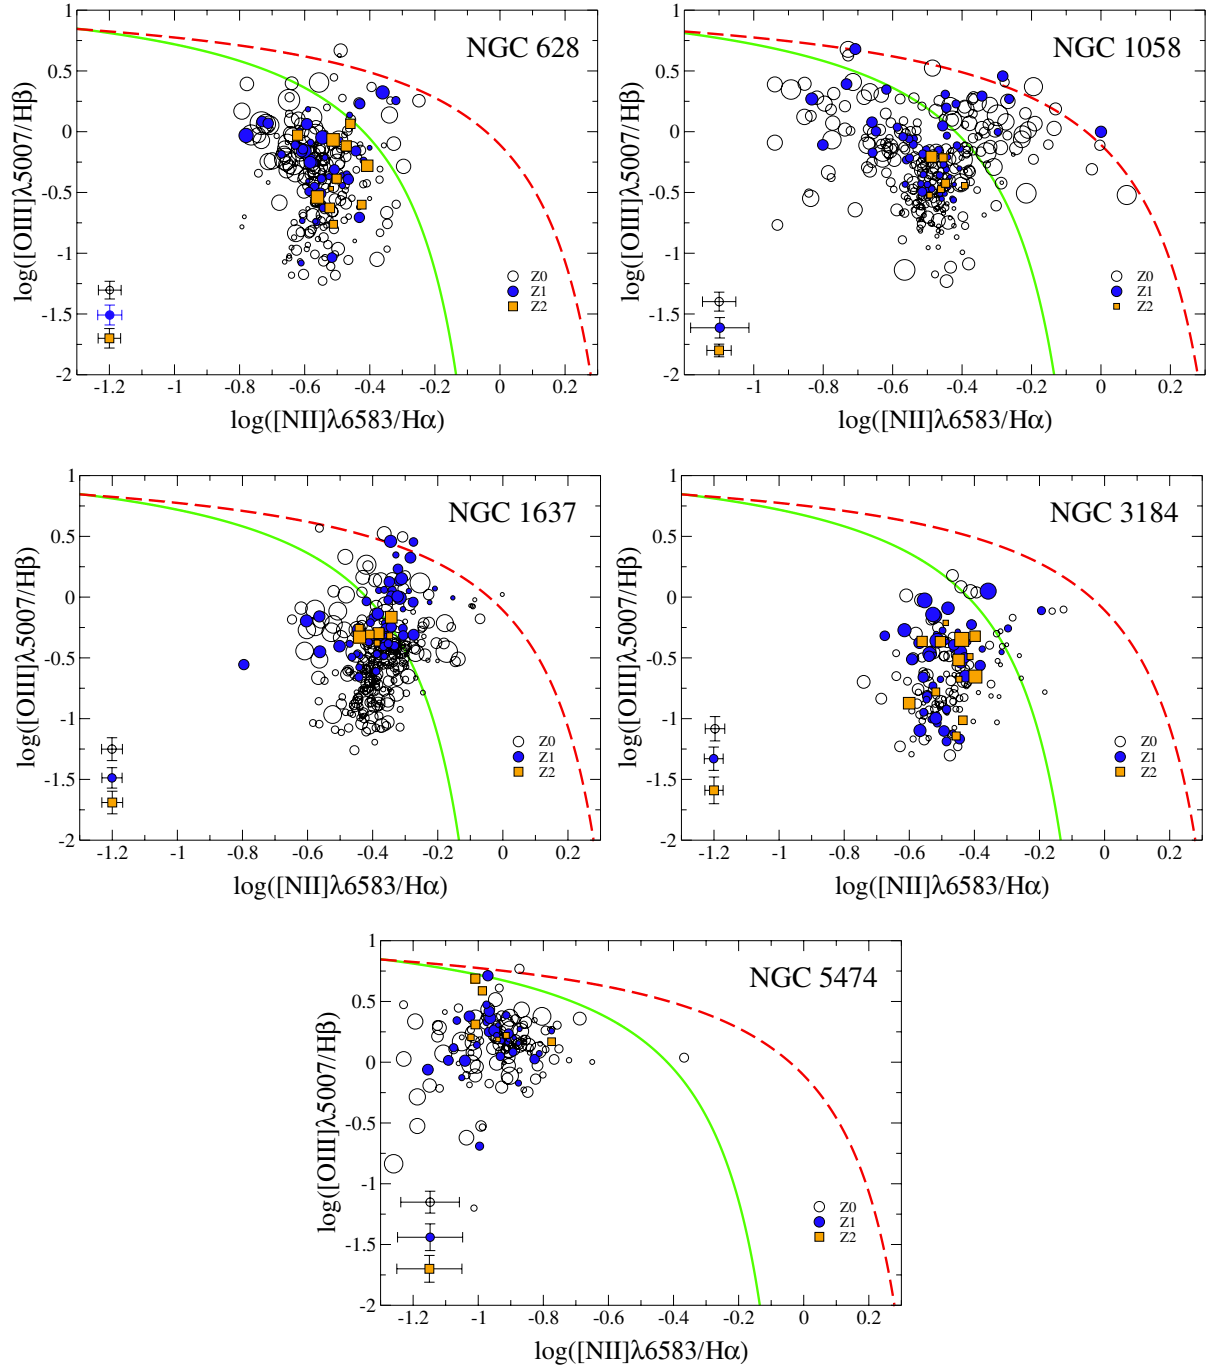 NGC 628
log([OIII]λ5007/Hβ)
1
0.5
0
-0.5
-1
-1.5
-2
Z0
Z1
Z2
-1.2 -1 -0.8 -0.6 -0.4 -0.2 0 0.2
log([NII]λ6583/Hα)
NGC 1058
log([OIII]λ5007/Hβ)
1
0.5
0
-0.5
-1
-1.5
-2
Z0
Z1
Z2
-1 -0.8 -0.6 -0.4 -0.2 0 0.2
log([NII]λ6583/Hα)
NGC 1637
log([OIII]λ5007/Hβ)
1
0.5
0
-0.5
-1
-1.5
-2
Z0
Z1
Z2
-1.2 -1 -0.8 -0.6 -0.4 -0.2 0 0.2
log([NII]λ6583/Hα)
NGC 3184
log([OIII]λ5007/Hβ)
1
0.5
0
-0.5
-1
-1.5
-2
Z0
Z1
Z2
-1.2 -1 -0.8 -0.6 -0.4 -0.2 0 0.2
log([NII]λ6583/Hα)
NGC 5474
log([OIII]λ5007/Hβ)
1
0.5
0
-0.5
-1
-1.5
-2
Z0
Z1
Z2
-1.2 -1 -0.8 -0.6 -0.4 -0.2 0 0.2
log([NII]λ6583/Hα)